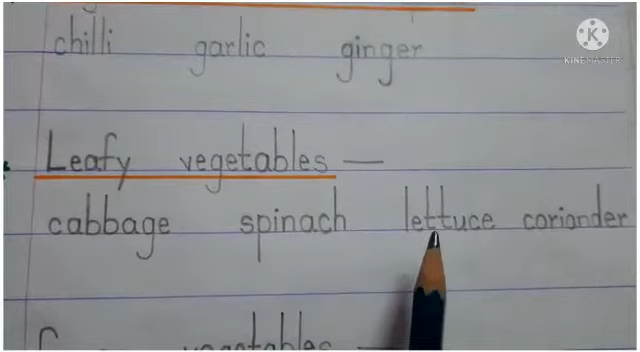 chilli garlic ginger
K
KINEMASTER
Leafy vegetables —
cabbage spinach lettuce coriander
vegetables —